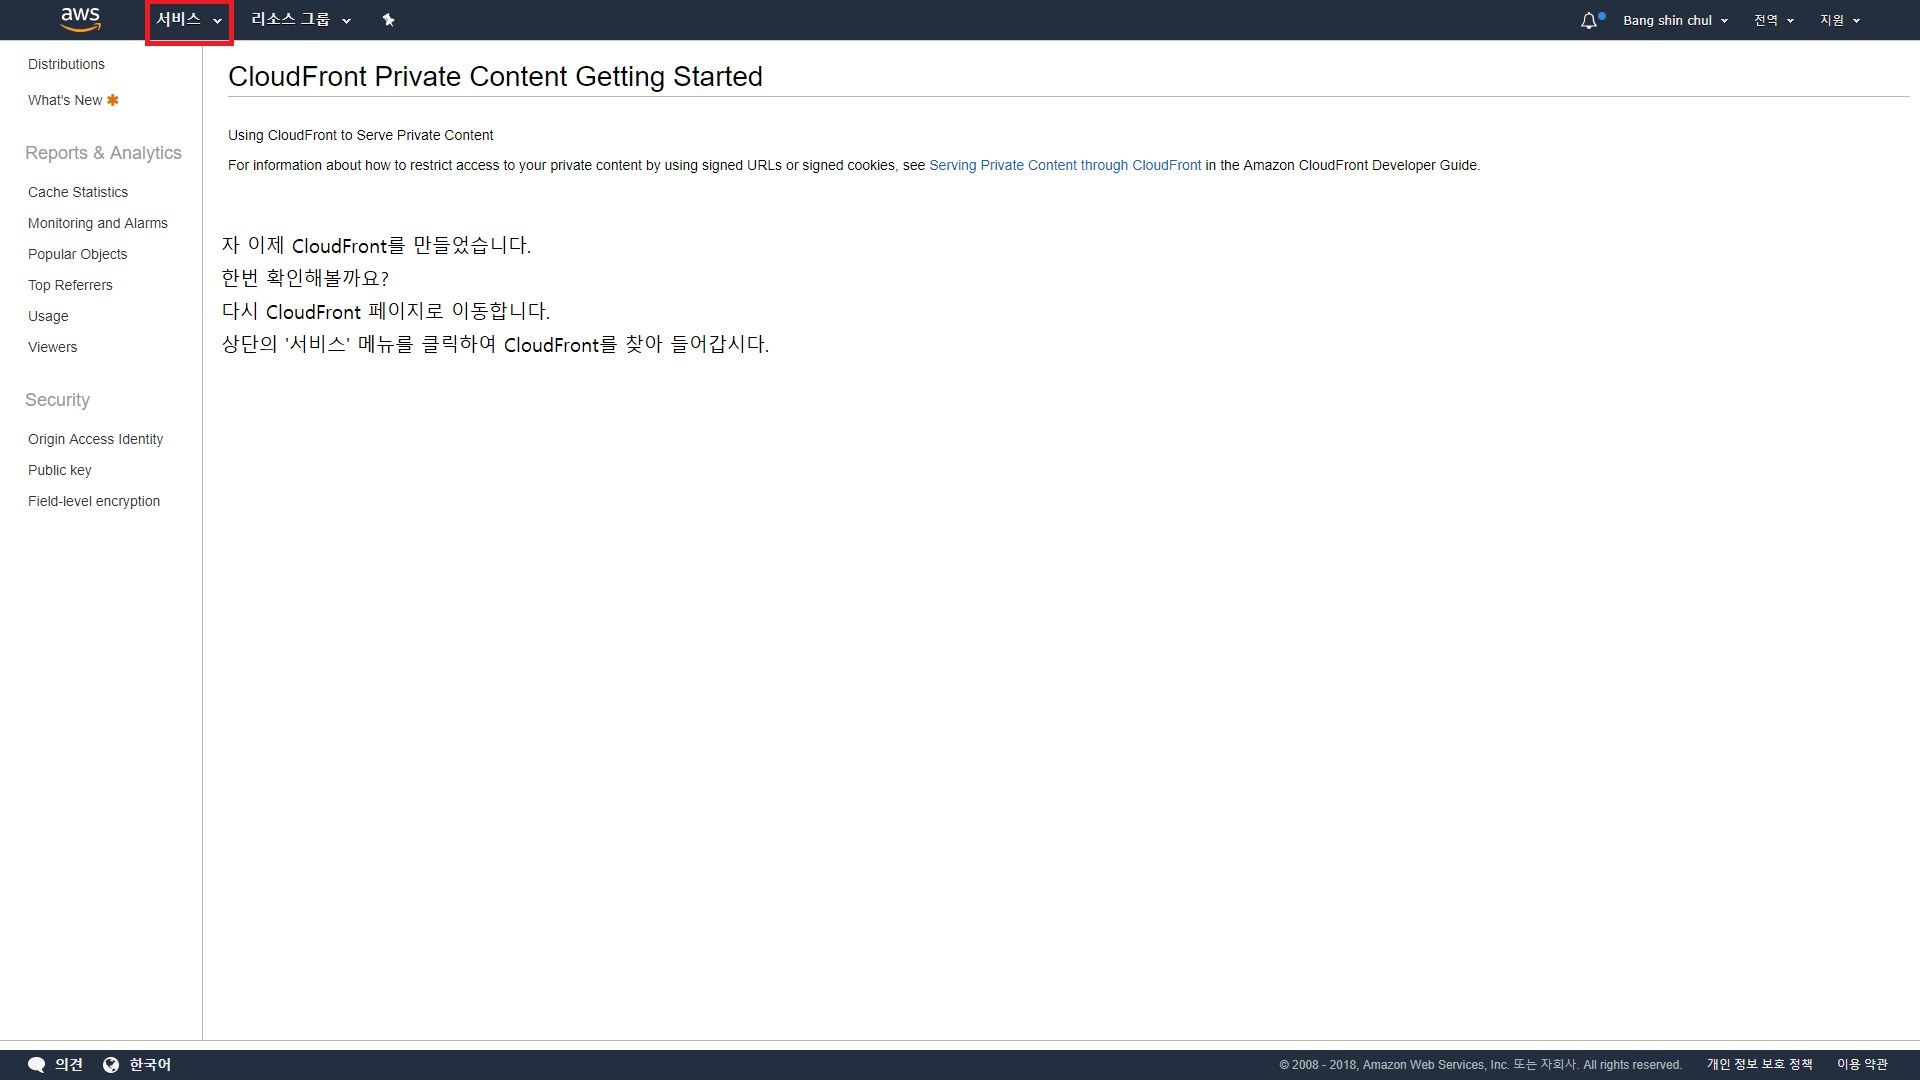 aws
서비스
리소스 그룹
Bang shin chul
전역
지원
Distributions
What's New
Reports & Analytics
Cache Statistics
Monitoring and Alarms
Popular Objects
Top Referrers
Usage
Viewers
Security
Origin Access Identity
Public key
Field-level encryption
CloudFront Private Content Getting Started
Using CloudFront to Serve Private Content
For information about how to restrict access to your private content by using signed URLs or signed cookies, see Serving Private Content through CloudFront in the Amazon CloudFront Developer Guide.
자 이제 CloudFront를 만들었습니다.
한번 확인해볼까요?
다시 CloudFront 페이지로 이동합니다.
상단의 '서비스' 메뉴를 클릭하여 CloudFront를 찾아 들어갑시다.
의견
한국어
© 2008 - 2018, Amazon Web Services, Inc. 또는 자회사. All rights reserved.
개인 정보 보호 정책
이용 약관